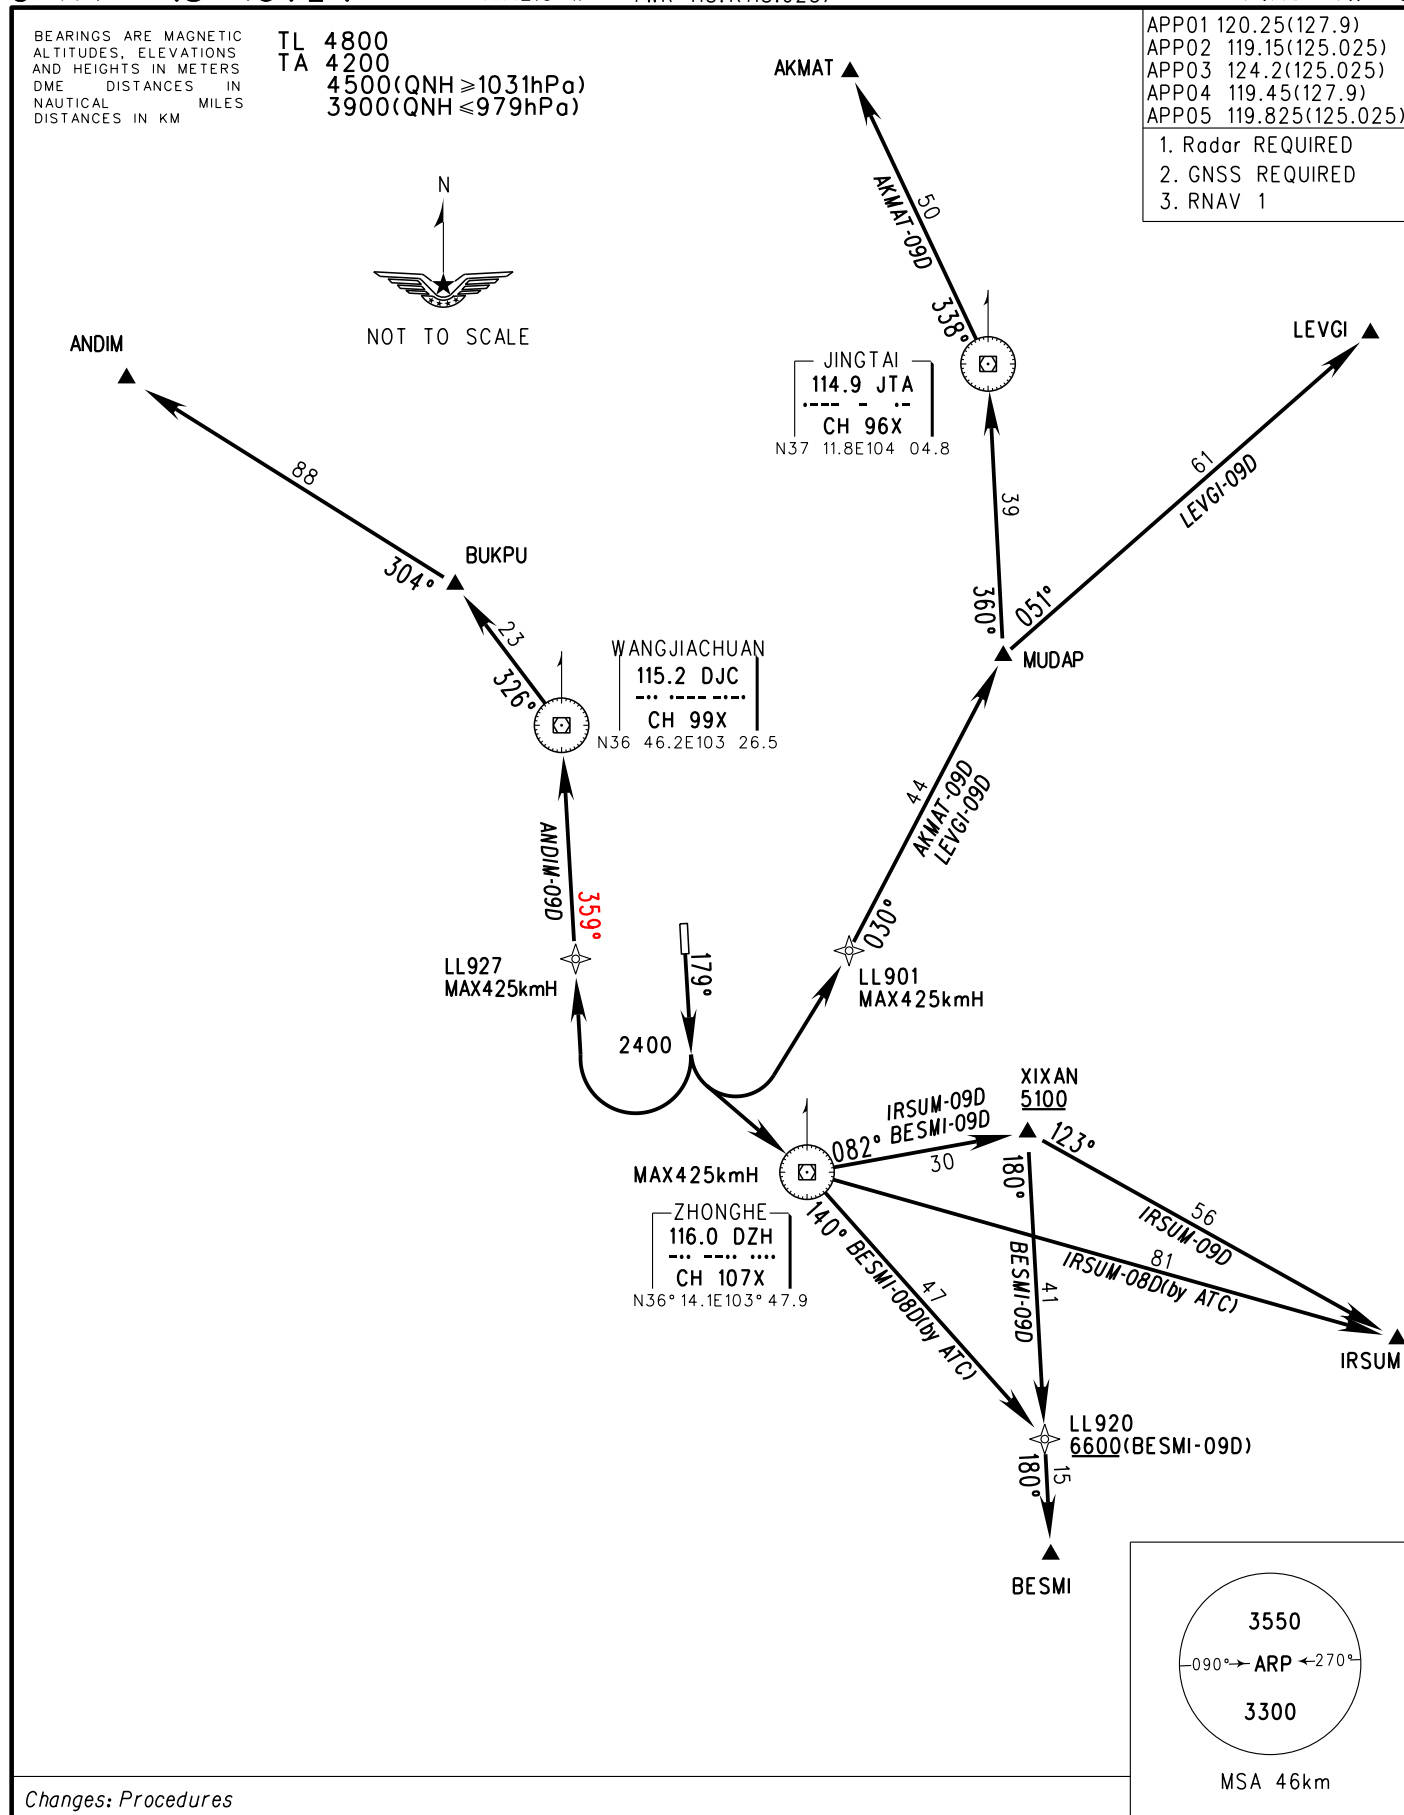 BEARINGS ARE MAGNETIC
ALTITUDES, ELEVATIONS
AND HEIGHTS IN METERS
DME DISTANCES IN
NAUTICAL MILES
DISTANCES IN KM
TL 4800
TA 4200
4500(QNH≥1031hPa)
3900(QNH≤979hPa)
APP01 120.25(127.9)
APP02 119.15(125.025)
APP03 124.2(125.025)
APP04 119.45(127.9)
APP05 119.825(125.025)
1. Radar REQUIRED
2. GNSS REQUIRED
3. RNAV 1
N
NOT TO SCALE
AKMAT
50
AKMAT-09D
338°
JINGTAI
114.9 JTA
CH 96X
N37 11.8E104 04.8
LEVGI
61
LEVGI-09D
39
360°
051°
MUDAP
ANDIM
88
304°
BUKPU
23
326°
WANGJIACHUAN
115.2 DJC
CH 99X
N36 46.2E103 26.5
ANDIM-09D
359°
LL927
MAX425kmH
44
AKMAT-09D
LEVGI-09D
030°
LL901
MAX425kmH
179°
2400
MAX425kmH
ZHONGHE
116.0 DZH
CH 107X
N36° 14.1E103° 47.9
082°
IRSUM-09D
BESMI-09D
30
XIXAN
5100
123°
180°
56
IRSUM-09D
81
IRSUM-08D(by ATC)
140°
BESMI-08D(by ATC)
47
BESMI-09D
41
IRSUM
LL920
6600(BESMI-09D)
180°
15
BESMI
3550
090° ARP 270°
3300
MSA 46km
Changes: Procedures